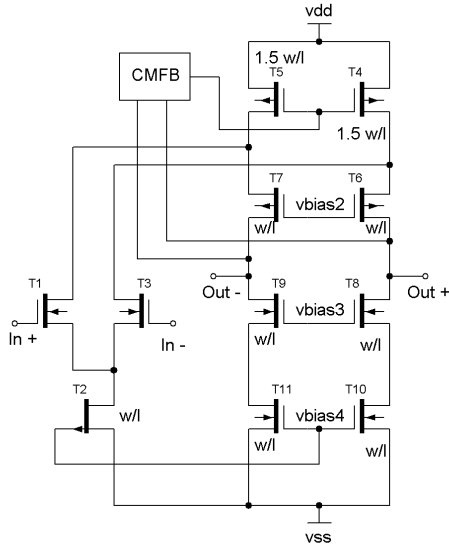 vdd
1.5 w/l
CMFB
T5
T4
1.5 w/l
T7
vbias2
T6
w/l
w/l
T1
T3
Out -
T9
vbias3
T8
Out +
In +
In -
w/l
w/l
T2
w/l
T11
vbias4
T10
w/l
w/l
vss